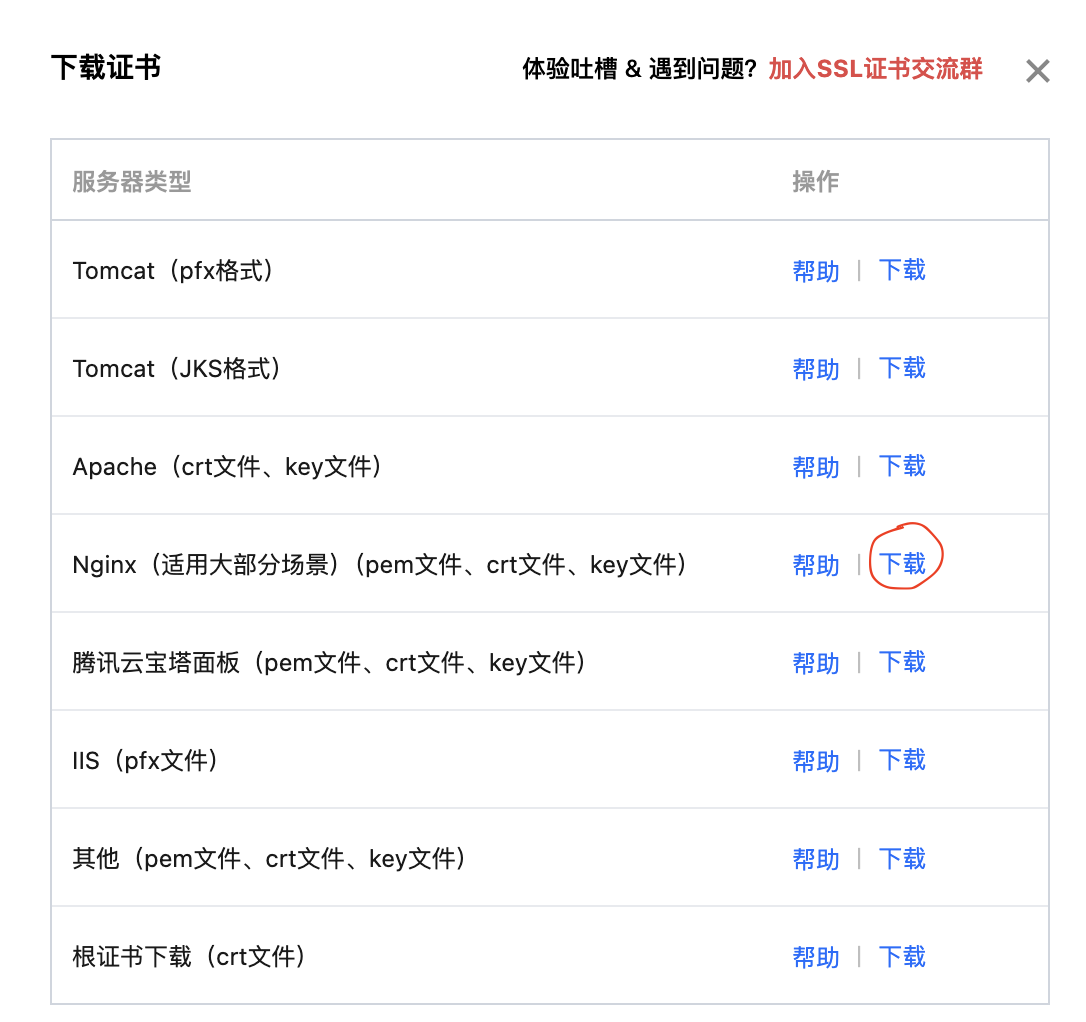 下载证书 体验吐槽 & 遇到问题? 加入SSL证书交流群
服务器类型 操作
Tomcat（pfx格式） 帮助 | 下载
Tomcat（JKS格式） 帮助 | 下载
Apache（crt文件、key文件） 帮助 | 下载
Nginx（适用大部分场景）（pem文件、crt文件、key文件） 帮助 | 下载
腾讯云宝塔面板（pem文件、crt文件、key文件） 帮助 | 下载
IIS（pfx文件） 帮助 | 下载
其他（pem文件、crt文件、key文件） 帮助 | 下载
根证书下载（crt文件） 帮助 | 下载